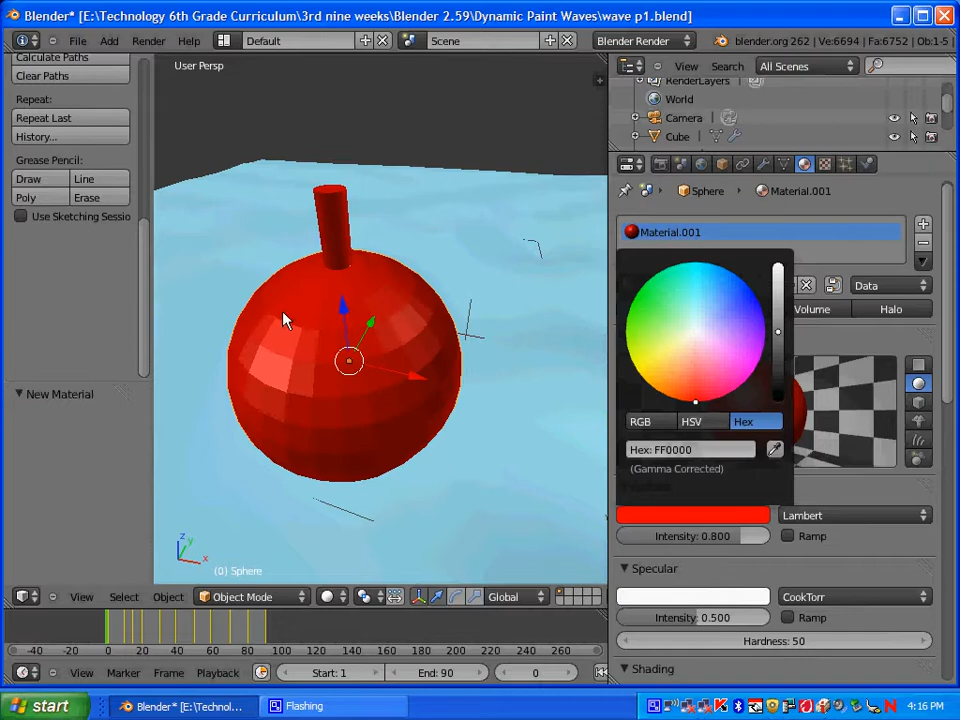 Blender* [E:\Technology 6th Grade Curriculum\3rd nine weeks\Blender 2.59\Dynamic Paint Waves\wave p1.blend]
File Add Render Help Default Scene Blender Render blender.org 262 | Ve:6694 | Fa:6752 | Ob:1-5
Calculate Paths
Clear Paths
Repeat:
Repeat Last
History...
Grease Pencil:
Draw Line
Poly Erase
Use Sketching Sessio
New Material
User Persp
z
y
x
(0) Sphere
View Search All Scenes
RenderLayers
World
Camera
Cube
Sphere Material.001
Material.001
Data
Volume Halo
RGB HSV Hex
Hex: FF0000
(Gamma Corrected)
Lambert
Intensity: 0.800 Ramp
Specular
CookTorr
Intensity: 0.500 Ramp
Hardness: 50
Shading
View Select Object Object Mode Global
-40 -20 0 20 40 60 80 100 120 140 160 180 200 220 240 260
View Marker Frame Playback Start: 1 End: 90 0
start Blender* [E:\Technol... Flashing 4:16 PM